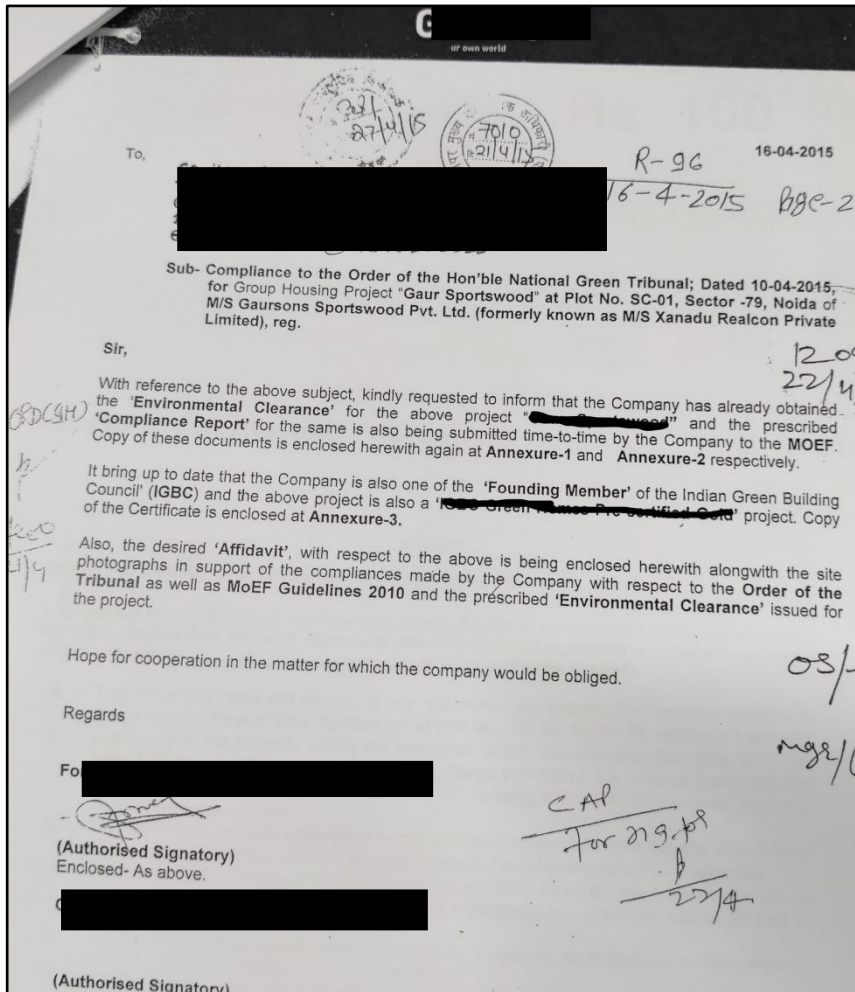 G
ur own world
381
27/4/15
7010
21/4/15
16-04-2015
To,
R-96
16-4-2015
Sub- Compliance to the Order of the Hon'ble National Green Tribunal; Dated 10-04-2015,
for Group Housing Project "Gaur Sportswood" at Plot No. SC-01, Sector -79, Noida of
M/S Gaursons Sportswood Pvt. Ltd. (formerly known as M/S Xanadu Realcon Private
Limited), reg.
Sir,
22/4
With reference to the above subject, kindly requested to inform that the Company has already obtained
the 'Environmental Clearance' for the above project " " and the prescribed
'Compliance Report' for the same is also being submitted time-to-time by the Company to the MOEF.
Copy of these documents is enclosed herewith again at Annexure-1 and Annexure-2 respectively.
It bring up to date that the Company is also one of the 'Founding Member' of the Indian Green Building
Council' (IGBC) and the above project is also a ' ' project. Copy
of the Certificate is enclosed at Annexure-3.
Also, the desired 'Affidavit', with respect to the above is being enclosed herewith alongwith the site
photographs in support of the compliances made by the Company with respect to the Order of the
Tribunal as well as MoEF Guidelines 2010 and the prescribed 'Environmental Clearance' issued for
the project.
Hope for cooperation in the matter for which the company would be obliged.
Regards
Fo
CAP
For
22/4
(Authorised Signatory)
Enclosed- As above.
(Authorised Signatory)